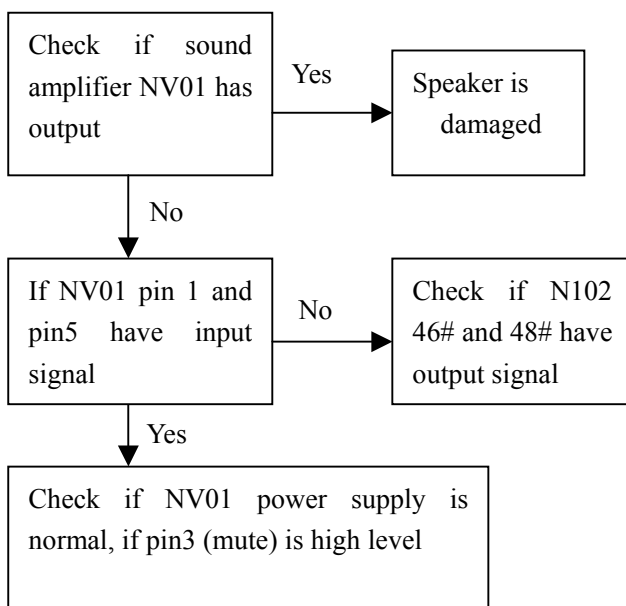 Check if sound
amplifier NV01 has
output
Yes
Speaker is
damaged
No
If NV01 pin 1 and
pin5 have input
signal
No
Check if N102
46# and 48# have
output signal
Yes
Check if NV01 power supply is
normal, if pin3 (mute) is high level